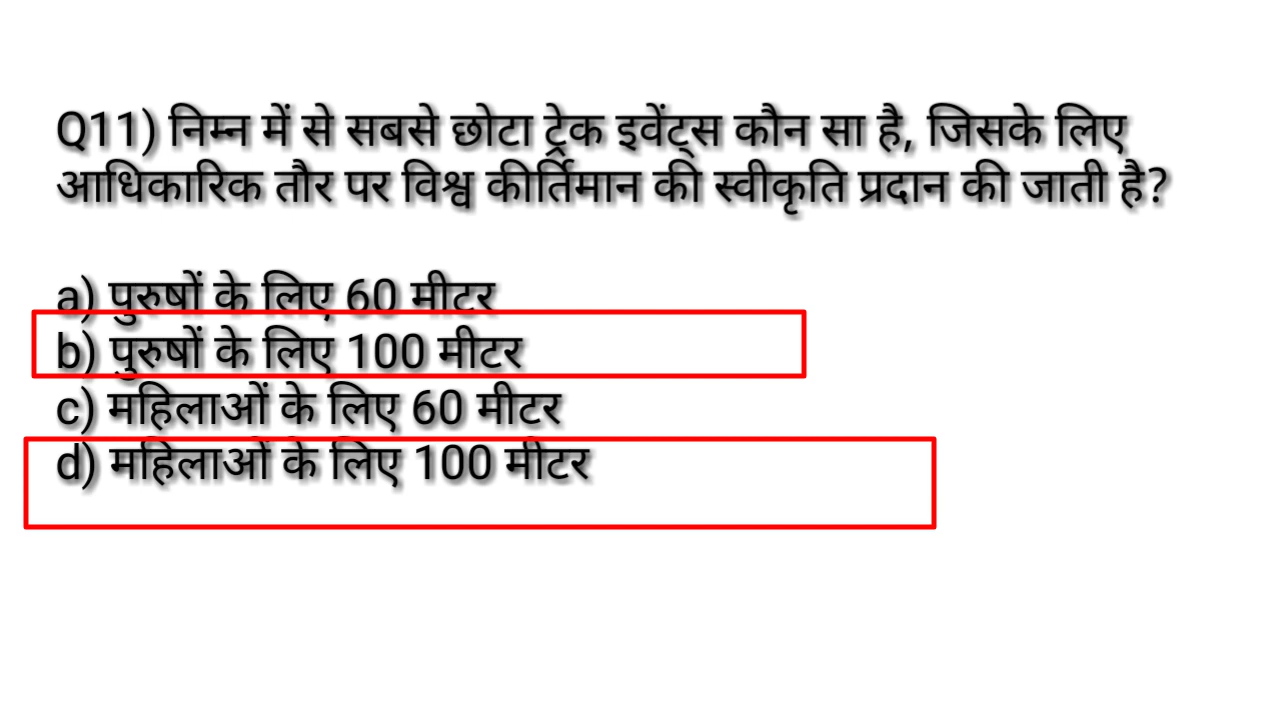 Q11) निम्न में से सबसे छोटा ट्रेक इवेंट्स कौन सा है, जिसके लिए
आधिकारिक तौर पर विश्व कीर्तिमान की स्वीकृति प्रदान की जाती है?
a) पुरुषों के लिए 60 मीटर
b) पुरुषों के लिए 100 मीटर
c) महिलाओं के लिए 60 मीटर
d) महिलाओं के लिए 100 मीटर